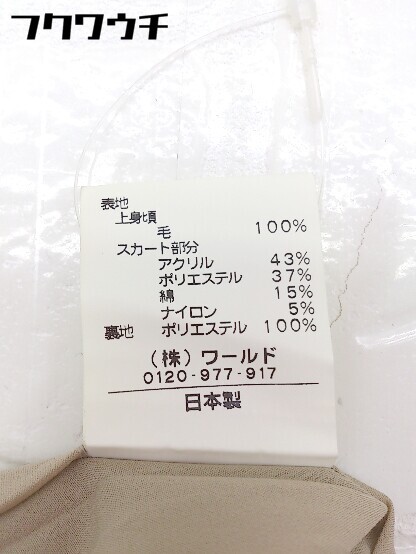 フクワウチ
表地
上身頃
毛 100%
スカート部分
アクリル 43%
ポリエステル 37%
綿 15%
ナイロン 5%
裏地 ポリエステル 100%
(株)ワールド
0120-977-917
日本製